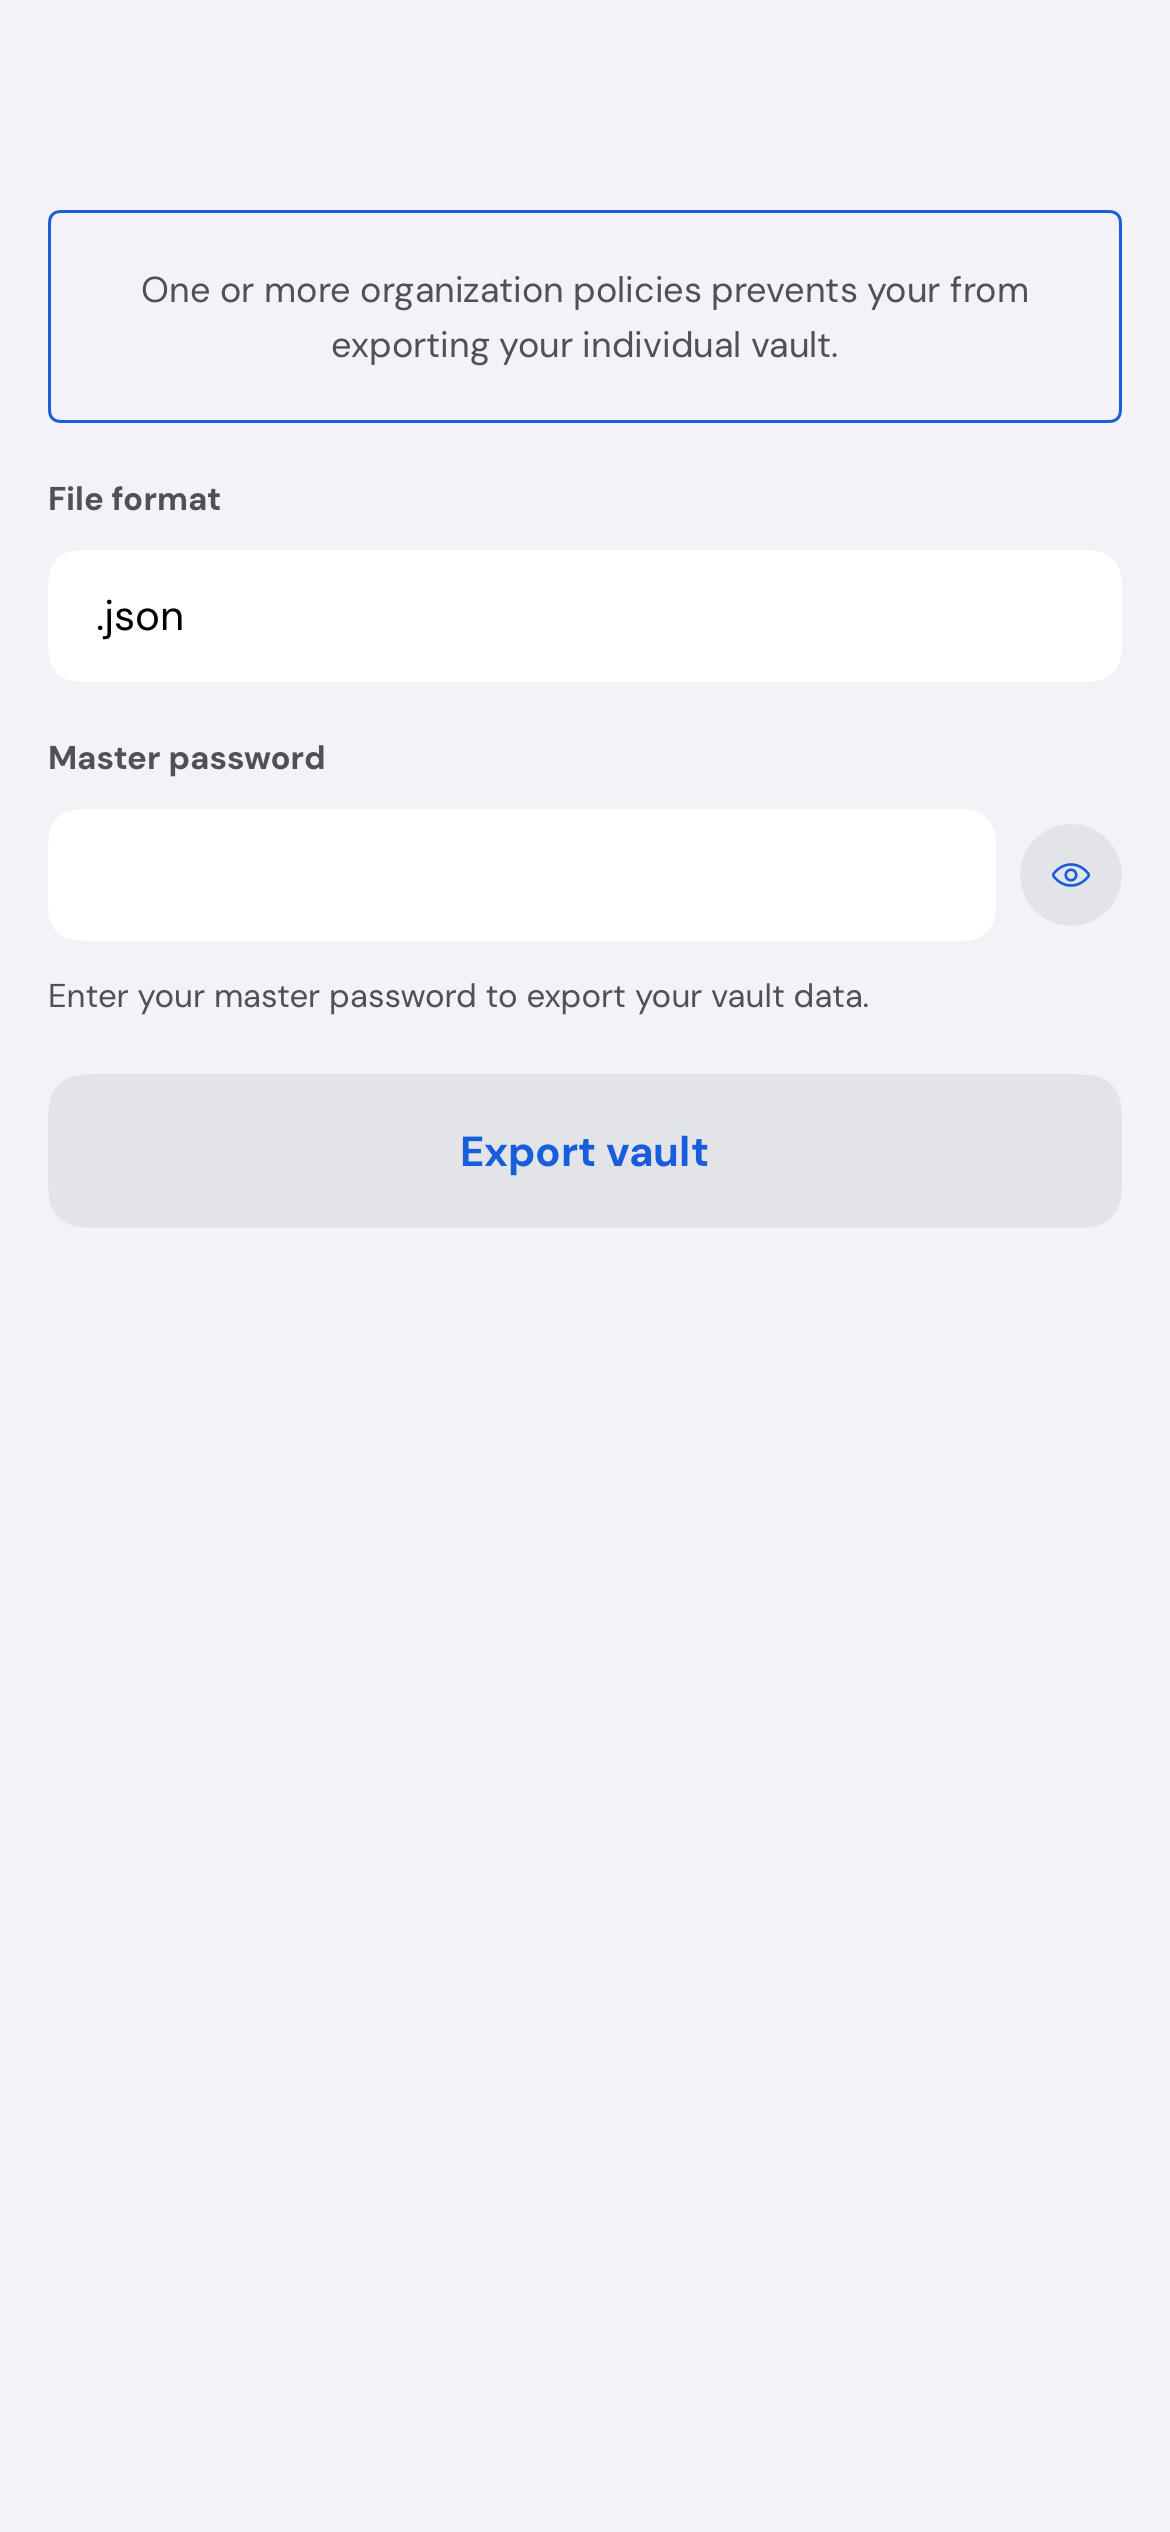 One or more organization policies prevents your from
exporting your individual vault.
File format
.json
Master password
Enter your master password to export your vault data.
Export vault